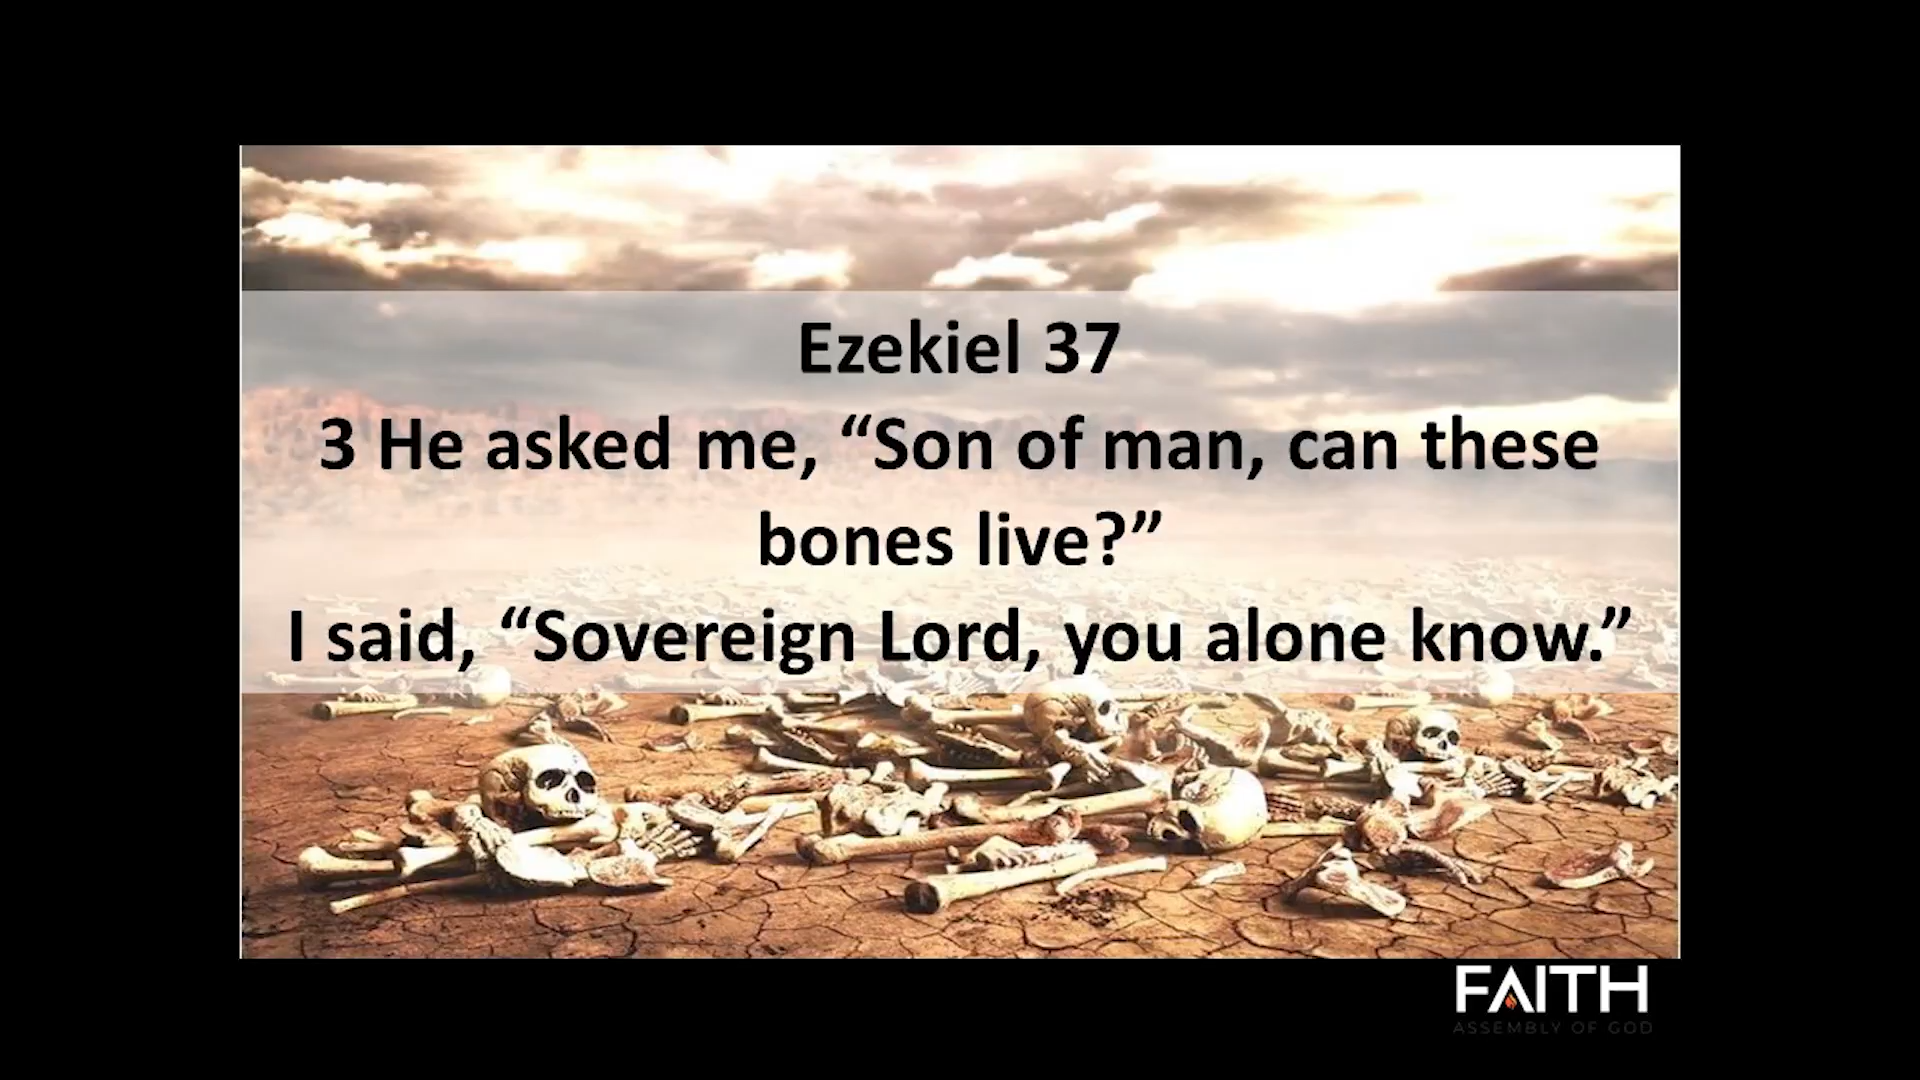 Ezekiel 37
3 He asked me, “Son of man, can these
bones live?”
I said, “Sovereign Lord, you alone know.”
FAITH
ASSEMBLY OF GOD